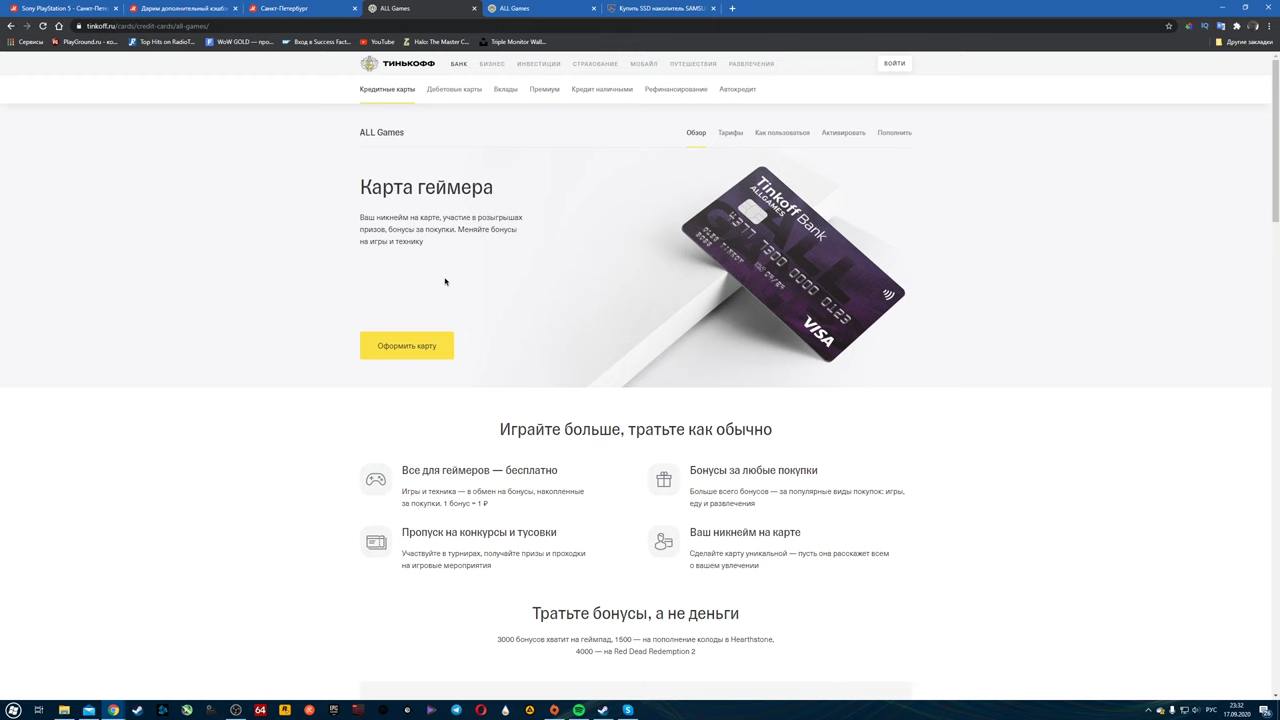 Sony PlayStation 5 - Санкт-Пете
Дарим дополнительный кэшб
Санкт-Петербург
ALL Games
ALL Games
Купить SSD накопитель SAMSU
tinkoff.ru/cards/credit-cards/all-games/
Сервисы
PlayGround.ru - ко...
Top Hits on RadioT...
WoW GOLD — про...
Вход в Success Fact...
YouTube
Halo: The Master C...
Triple Monitor Wall...
Другие закладки
ТИНЬКОФФ
БАНК
БИЗНЕС
ИНВЕСТИЦИИ
СТРАХОВАНИЕ
МОБАЙЛ
ПУТЕШЕСТВИЯ
РАЗВЛЕЧЕНИЯ
ВОЙТИ
Кредитные карты
Дебетовые карты
Вклады
Премиум
Кредит наличными
Рефинансирование
Автокредит
ALL Games
Обзор
Тарифы
Как пользоваться
Активировать
Пополнить
Карта геймера
Ваш никнейм на карте, участие в розыгрышах
призов, бонусы за покупки. Меняйте бонусы
на игры и технику
Оформить карту
Tinkoff Bank
ALLGAMES
4377 7300 0000 0123
VISA
Играйте больше, тратьте как обычно
Все для геймеров — бесплатно
Игры и техника — в обмен на бонусы, накопленные
за покупки. 1 бонус = 1 ₽
Бонусы за любые покупки
Больше всего бонусов — за популярные виды покупок: игры,
еду и развлечения
Пропуск на конкурсы и тусовки
Участвуйте в турнирах, получайте призы и проходки
на игровые мероприятия
Ваш никнейм на карте
Сделайте карту уникальной — пусть она расскажет всем
о вашем увлечении
Тратьте бонусы, а не деньги
3000 бонусов хватит на геймпад, 1500 — на пополнение колоды в Hearthstone,
4000 — на Red Dead Redemption 2
64
РУС
23:32
17.09.2020